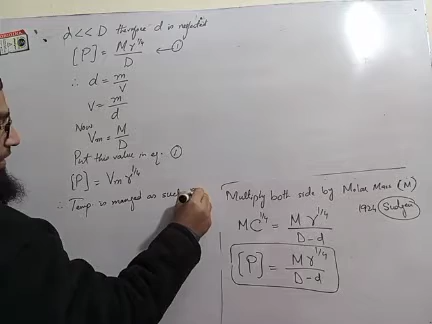 d << D therefore d is neglected
[P] = Mγ^1/4 / D ← ①
∴ d = m/V
V = m/d
Now
Vm = M/D
Put this value in eq. ①
[P] = Vm γ^1/4
∴ Temp is manged as such
Multiply both side by Molar Mass (M)
1924 Sudgen
MC^1/4 = Mγ^1/4 / D-d
[P] = Mγ^1/4 / D-d